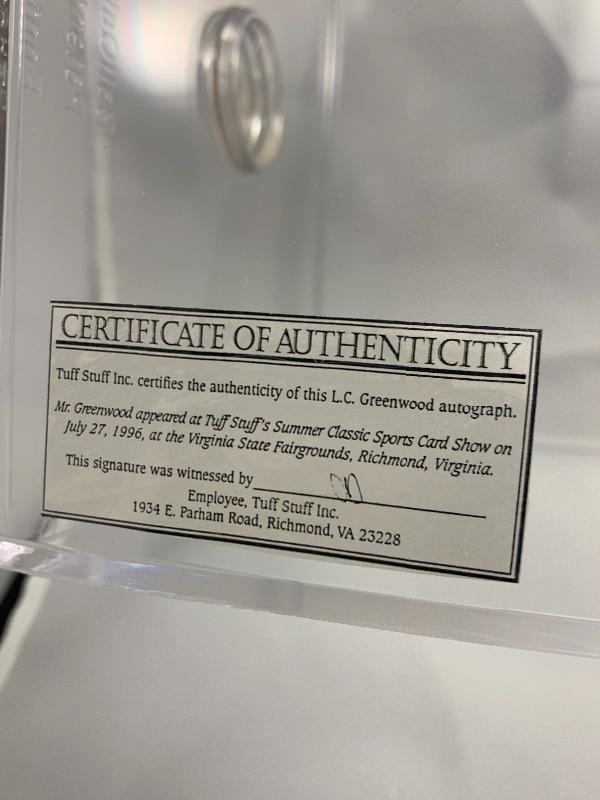 CERTIFICATE OF AUTHENTICITY
Tuff Stuff Inc. certifies the authenticity of this L.C. Greenwood autograph.
Mr. Greenwood appeared at Tuff Stuff's Summer Classic Sports Card Show on
July 27, 1996, at the Virginia State Fairgrounds, Richmond, Virginia.
This signature was witnessed by
Employee, Tuff Stuff Inc.
1934 E. Parham Road, Richmond, VA 23228